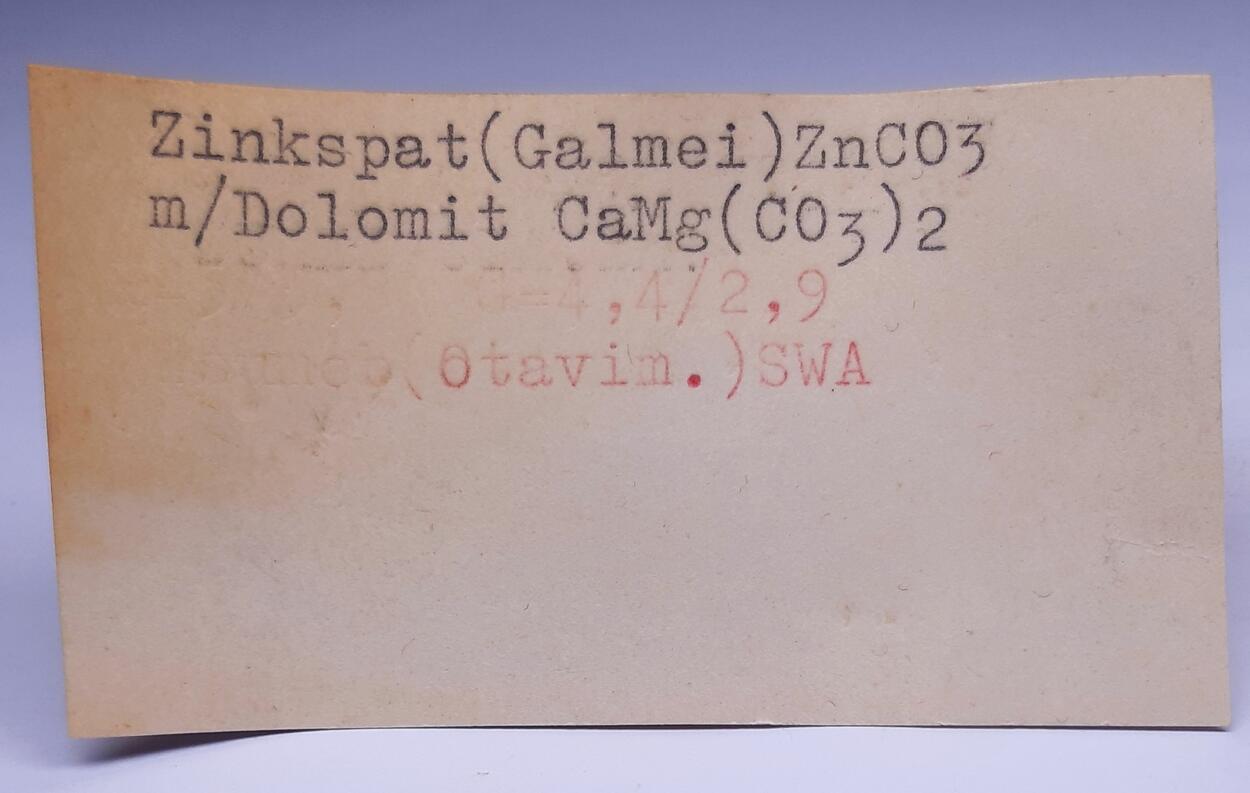 Zinkspat(Galmei)ZnCO3
m/Dolomit CaMg(CO3)2
G=4,4/2,9
(Otavim.)SWA